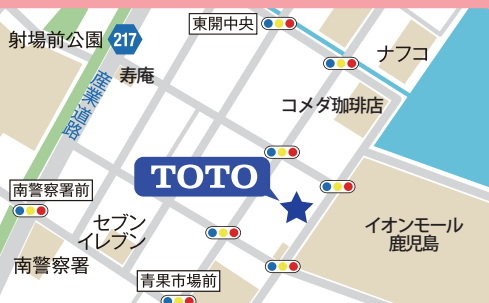 東開中央
射場前公園
217
ナフコ
寿庵
産業道路
コメダ珈琲店
TOTO
南警察署前
セブン
イレブン
イオンモール
鹿児島
南警察署
青果市場前